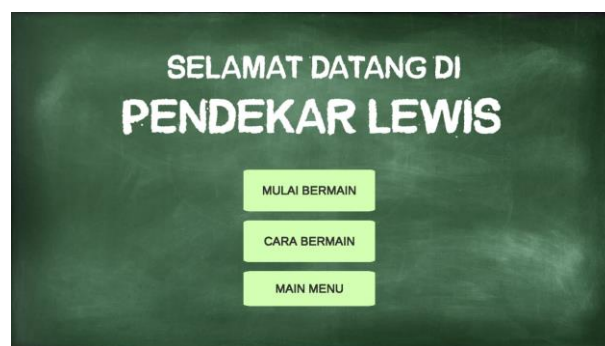 SELAMAT DATANG DI
PENDEKAR LEWIS
MULAI BERMAIN
CARA BERMAIN
MAIN MENU